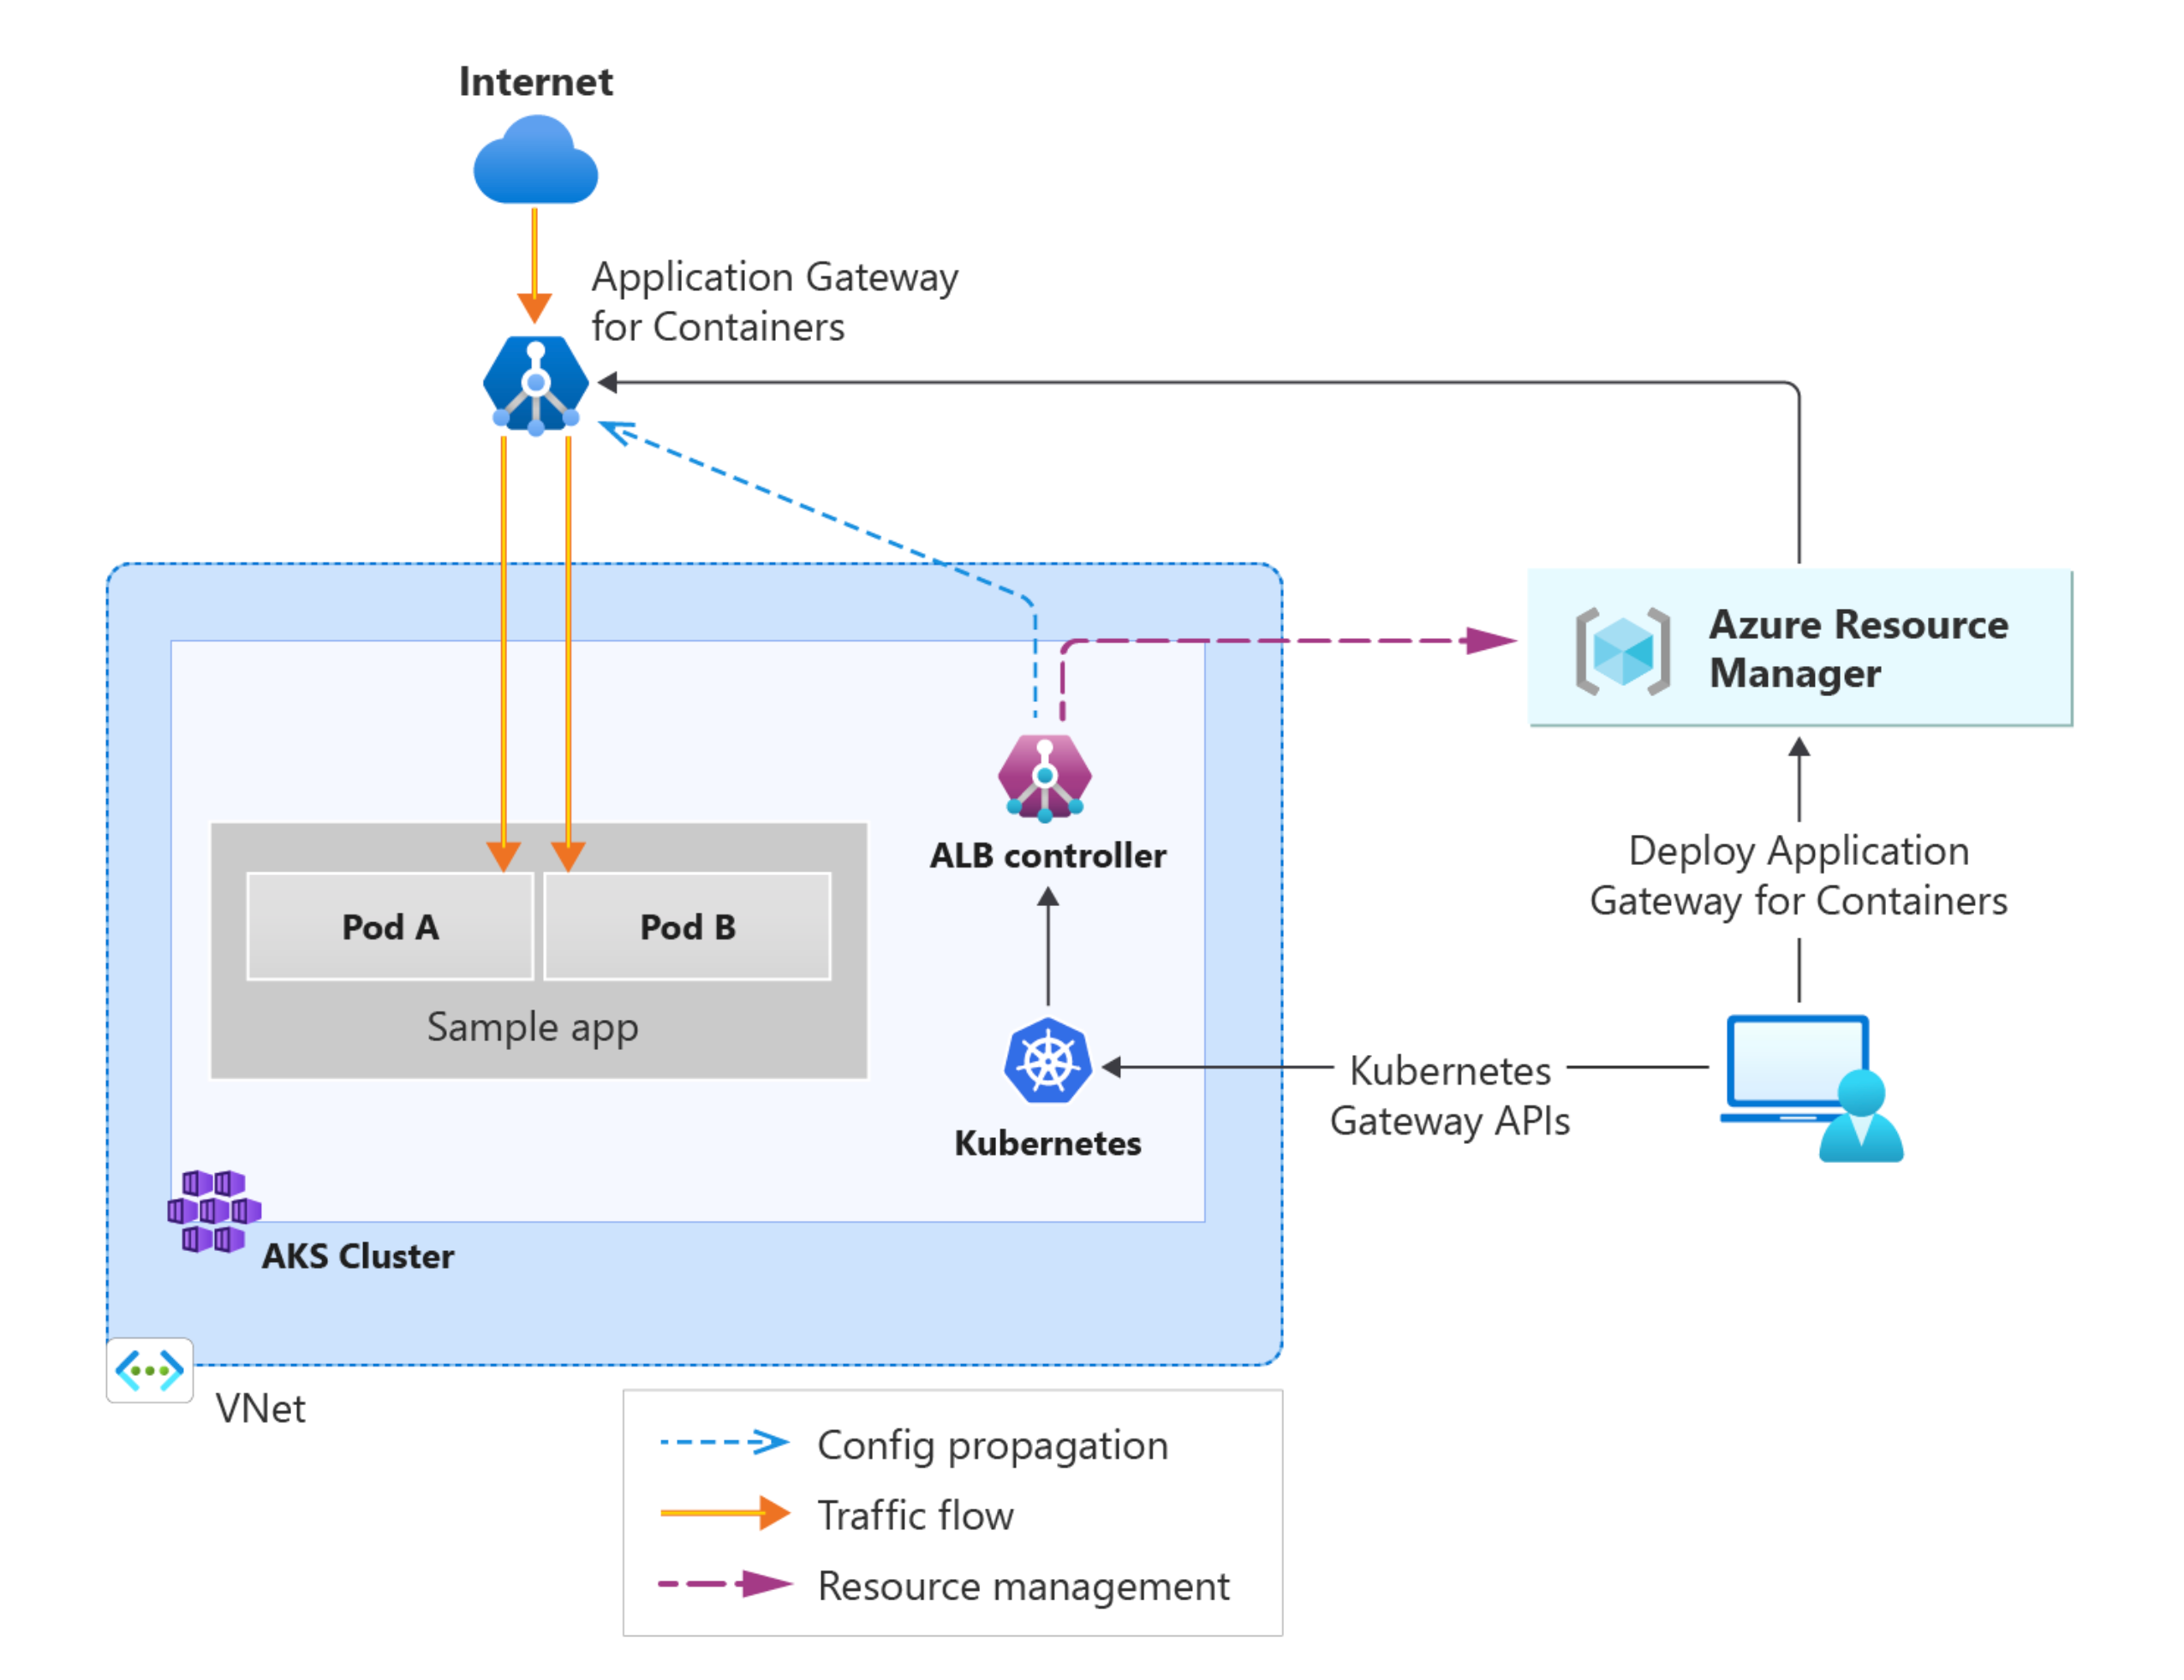 Internet
Application Gateway
for Containers
Azure Resource
Manager
ALB controller
Deploy Application
Gateway for Containers
Pod A
Pod B
Sample app
Kubernetes
Gateway APIs
Kubernetes
AKS Cluster
VNet
Config propagation
Traffic flow
Resource management